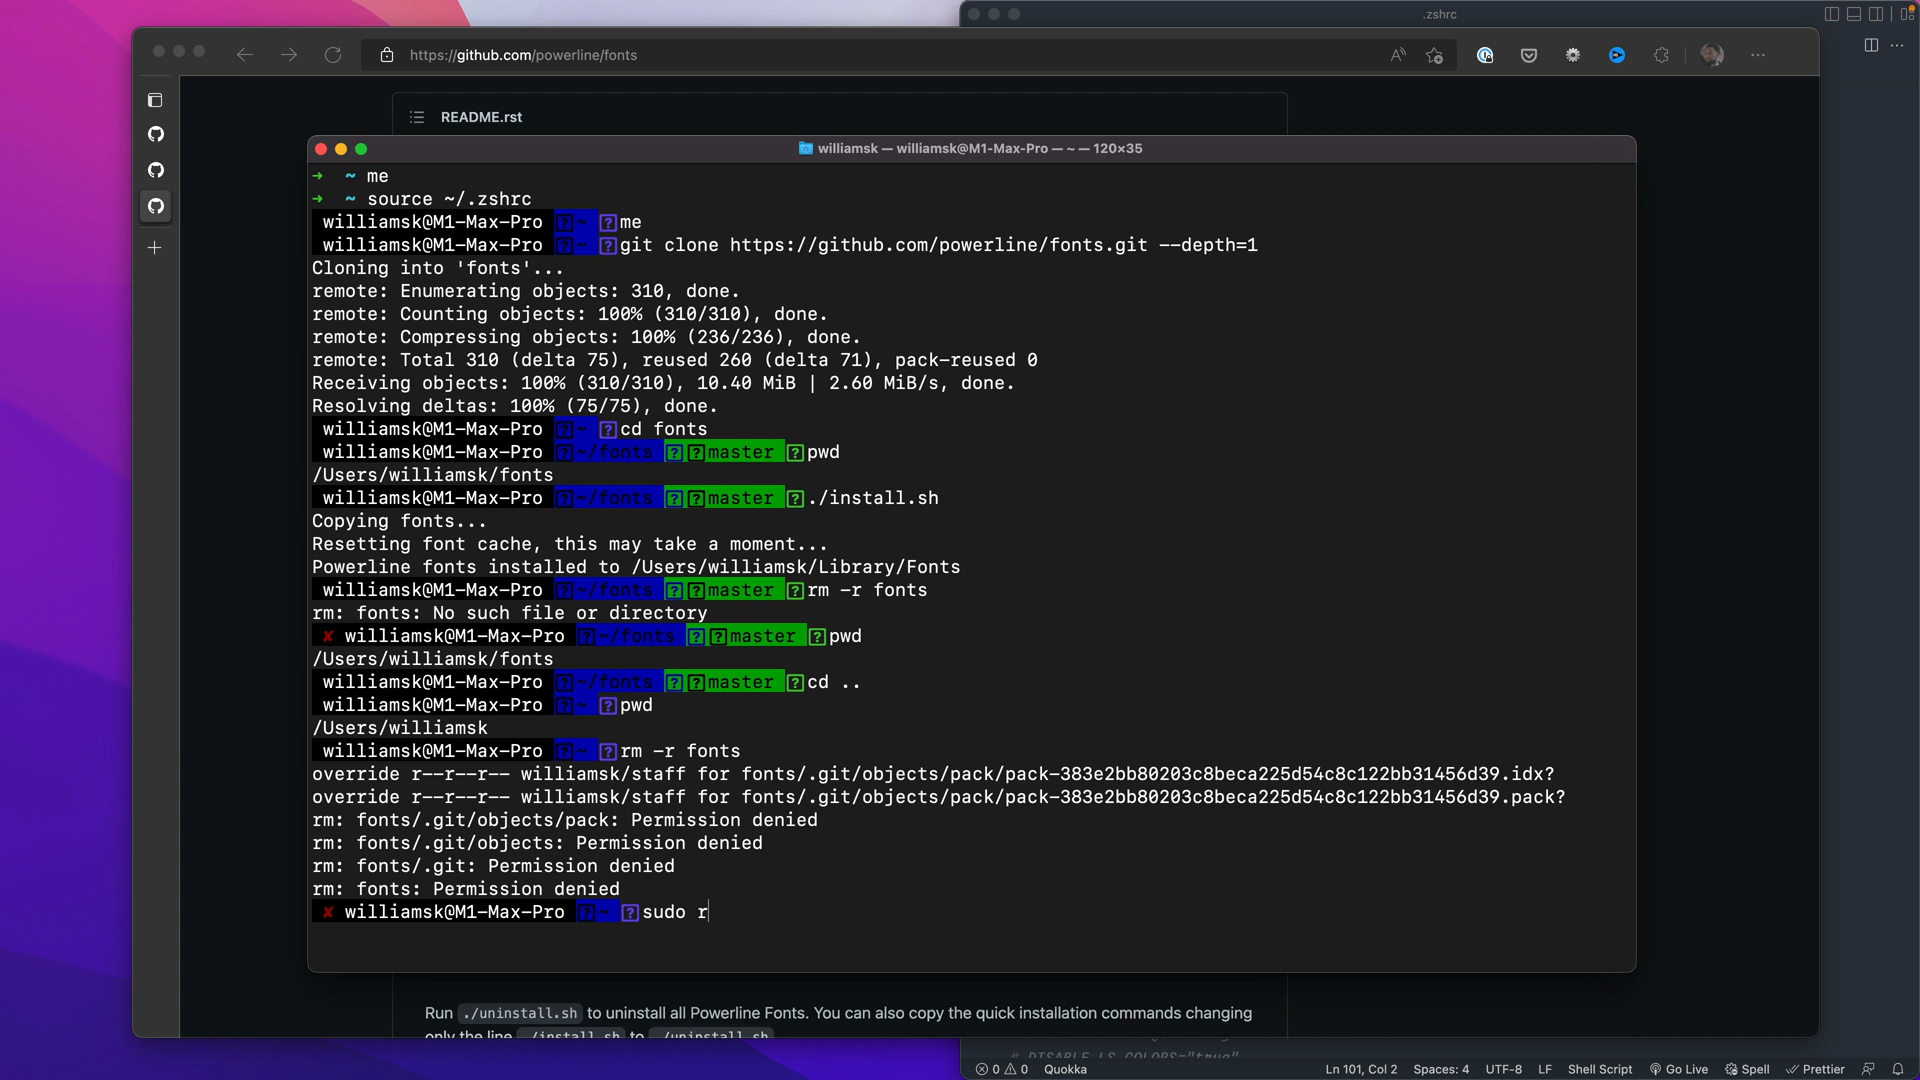 .zshrc
https://github.com/powerline/fonts
README.rst
williamsk — williamsk@M1-Max-Pro — ~ — 120×35
➜ ~ me
➜ ~ source ~/.zshrc
williamsk@M1-Max-Pro ~ me
williamsk@M1-Max-Pro ~ git clone https://github.com/powerline/fonts.git --depth=1
Cloning into 'fonts'...
remote: Enumerating objects: 310, done.
remote: Counting objects: 100% (310/310), done.
remote: Compressing objects: 100% (236/236), done.
remote: Total 310 (delta 75), reused 260 (delta 71), pack-reused 0
Receiving objects: 100% (310/310), 10.40 MiB | 2.60 MiB/s, done.
Resolving deltas: 100% (75/75), done.
williamsk@M1-Max-Pro ~ cd fonts
williamsk@M1-Max-Pro ~/fonts master pwd
/Users/williamsk/fonts
williamsk@M1-Max-Pro ~/fonts master ./install.sh
Copying fonts...
Resetting font cache, this may take a moment...
Powerline fonts installed to /Users/williamsk/Library/Fonts
williamsk@M1-Max-Pro ~/fonts master rm -r fonts
rm: fonts: No such file or directory
✘ williamsk@M1-Max-Pro ~/fonts master pwd
/Users/williamsk/fonts
williamsk@M1-Max-Pro ~/fonts master cd ..
williamsk@M1-Max-Pro ~ pwd
/Users/williamsk
williamsk@M1-Max-Pro ~ rm -r fonts
override r--r--r-- williamsk/staff for fonts/.git/objects/pack/pack-383e2bb80203c8beca225d54c8c122bb31456d39.idx?
override r--r--r-- williamsk/staff for fonts/.git/objects/pack/pack-383e2bb80203c8beca225d54c8c122bb31456d39.pack?
rm: fonts/.git/objects/pack: Permission denied
rm: fonts/.git/objects: Permission denied
rm: fonts/.git: Permission denied
rm: fonts: Permission denied
✘ williamsk@M1-Max-Pro ~ sudo r
Run ./uninstall.sh to uninstall all Powerline Fonts. You can also copy the quick installation commands changing
only the line ./install.sh to ./uninstall.sh
# DISABLE_LS_COLORS="true"
0 0 Quokka Ln 101, Col 2 Spaces: 4 UTF-8 LF Shell Script Go Live Spell Prettier